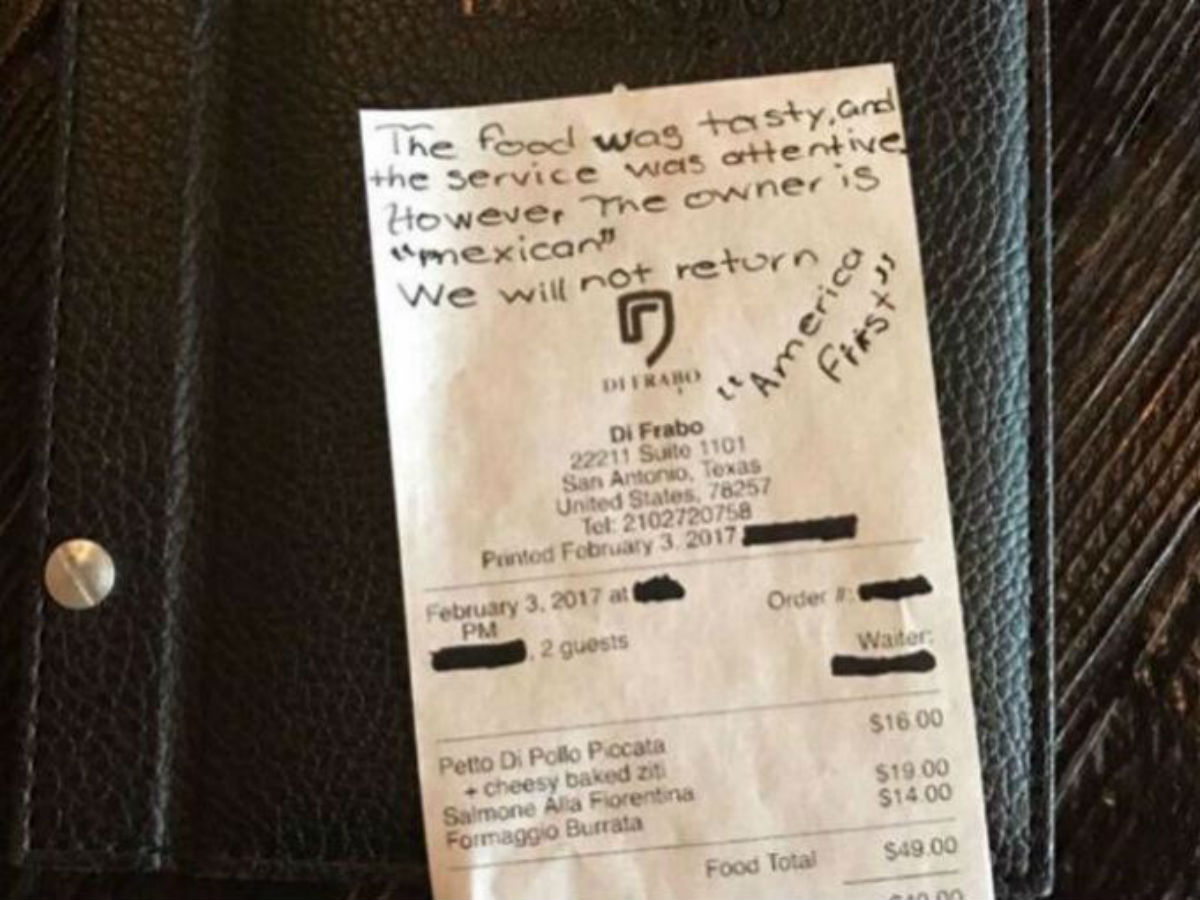 The food was tasty, and
the service was attentive.
However the owner is
"mexican"
We will not return
"America
First"
DI FRABO
Di Frabo
22211 Suite 1101
San Antonio, Texas
United States, 78257
Tel: 2102720758
Printed February 3, 2017
February 3, 2017 at
PM
Order #:
, 2 guests
Waiter:
$16.00
Petto Di Pollo Piccata
+ cheesy baked ziti
$19.00
Salmone Alla Fiorentina
$14.00
Formaggio Burrata
Food Total $49.00